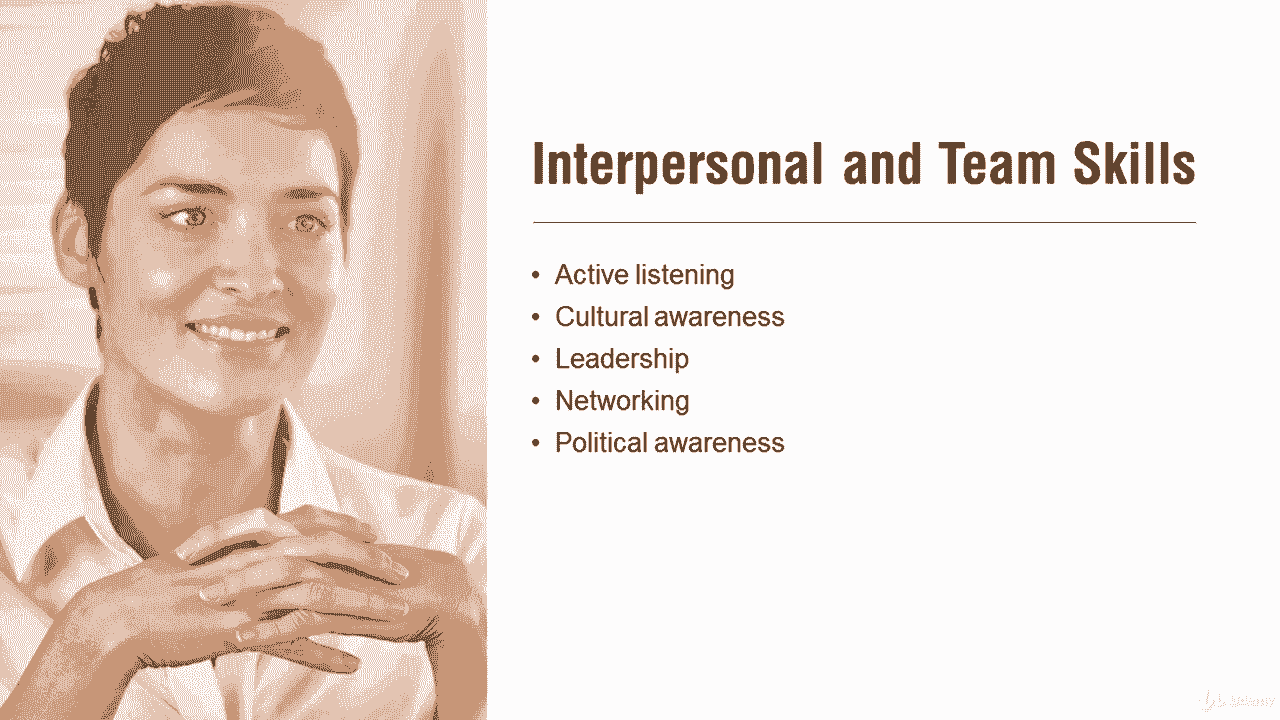 Interpersonal and Team Skills
• Active listening
• Cultural awareness
• Leadership
• Networking
• Political awareness